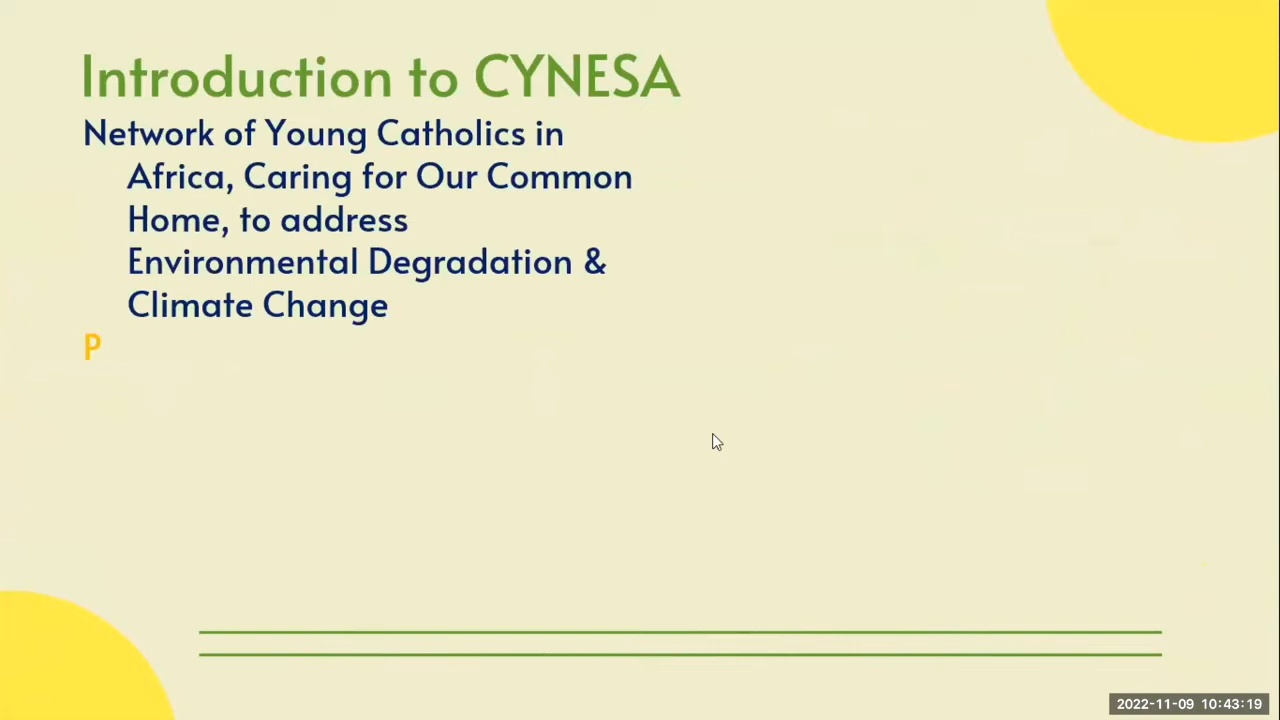 Introduction to CYNESA
Network of Young Catholics in
Africa, Caring for Our Common
Home, to address
Environmental Degradation &
Climate Change
P
2022-11-09 10:43:19